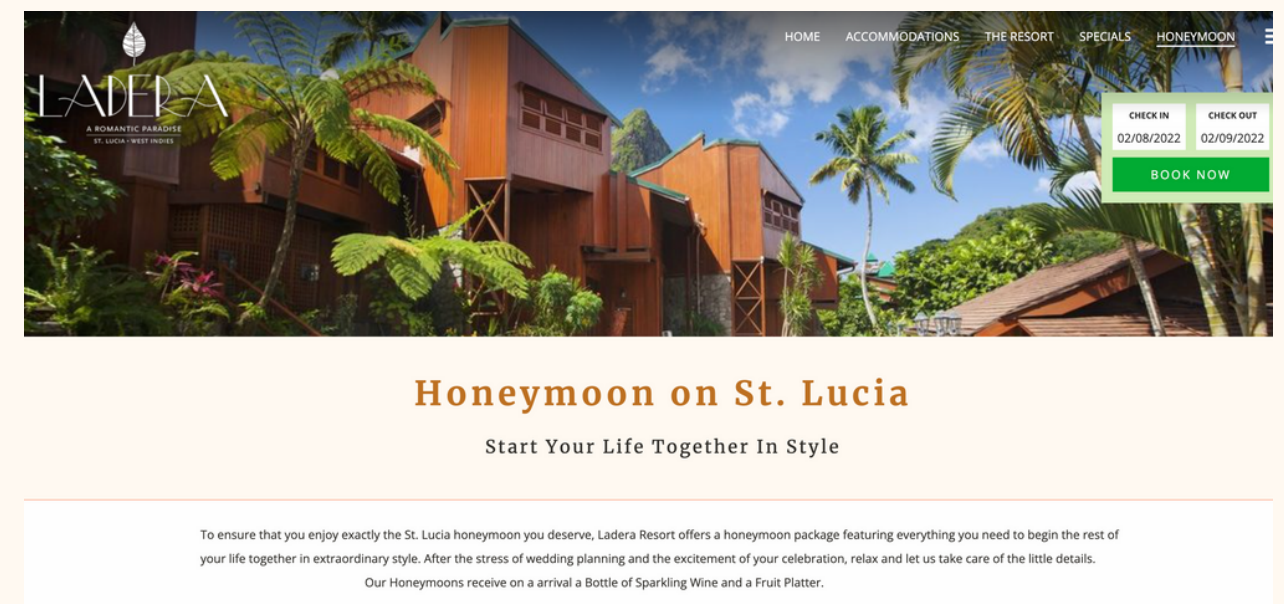 HOME ACCOMMODATIONS THE RESORT SPECIALS HONEYMOON
LADERA
A ROMANTIC PARADISE
ST. LUCIA • WEST INDIES
CHECK IN CHECK OUT
02/08/2022 02/09/2022
BOOK NOW
Honeymoon on St. Lucia
Start Your Life Together In Style
To ensure that you enjoy exactly the St. Lucia honeymoon you deserve, Ladera Resort offers a honeymoon package featuring everything you need to begin the rest of
your life together in extraordinary style. After the stress of wedding planning and the excitement of your celebration, relax and let us take care of the little details.
Our Honeymoons receive on a arrival a Bottle of Sparkling Wine and a Fruit Platter.